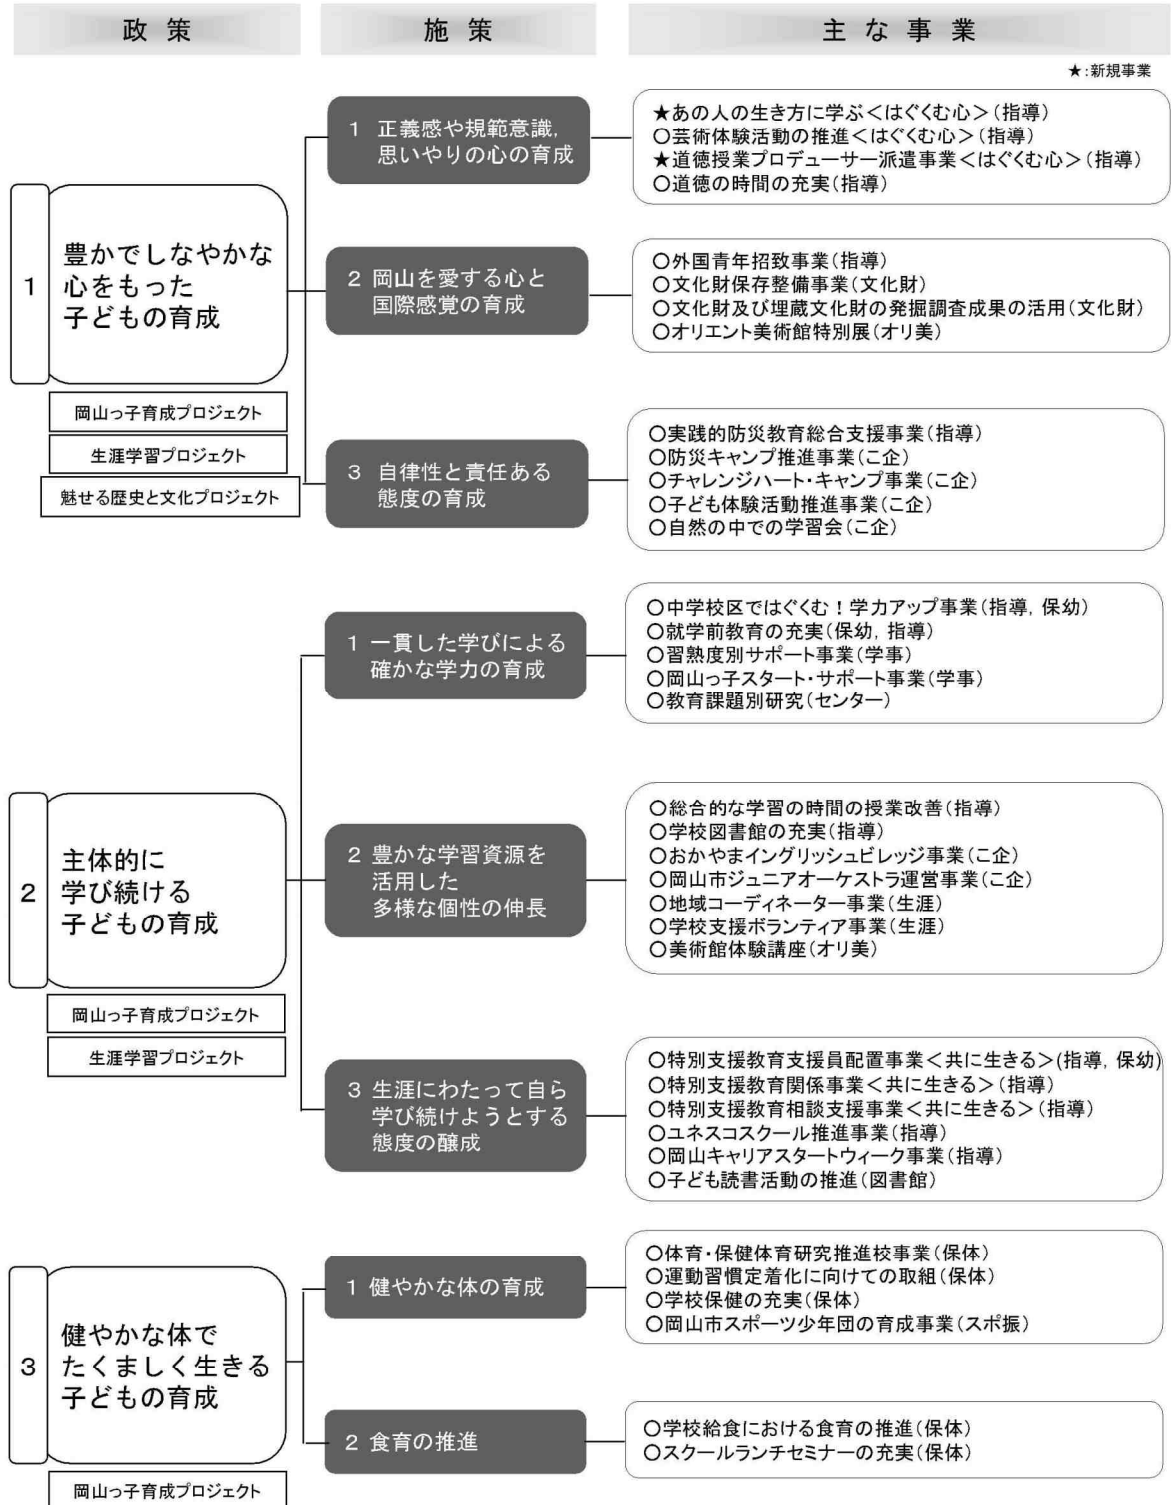 政 策
施 策
主 な 事 業
★:新規事業
1
豊かでしなやかな
心をもった
子どもの育成
岡山っ子育成プロジェクト
生涯学習プロジェクト
魅せる歴史と文化プロジェクト
1 正義感や規範意識,
思いやりの心の育成
★あの人の生き方に学ぶ<はぐくむ心>(指導)
○芸術体験活動の推進<はぐくむ心>(指導)
★道徳授業プロデューサー派遣事業<はぐくむ心>(指導)
○道徳の時間の充実(指導)
2 岡山を愛する心と
国際感覚の育成
○外国青年招致事業(指導)
○文化財保存整備事業(文化財)
○文化財及び埋蔵文化財の発掘調査成果の活用(文化財)
○オリエント美術館特別展(オリ美)
3 自律性と責任ある
態度の育成
○実践的防災教育総合支援事業(指導)
○防災キャンプ推進事業(こ企)
○チャレンジハート・キャンプ事業(こ企)
○子ども体験活動推進事業(こ企)
○自然の中での学習会(こ企)
2
主体的に
学び続ける
子どもの育成
岡山っ子育成プロジェクト
生涯学習プロジェクト
1 一貫した学びによる
確かな学力の育成
○中学校区ではぐくむ!学力アップ事業(指導, 保幼)
○就学前教育の充実(保幼, 指導)
○習熟度別サポート事業(学事)
○岡山っ子スタート・サポート事業(学事)
○教育課題別研究(センター)
2 豊かな学習資源を
活用した
多様な個性の伸長
○総合的な学習の時間の授業改善(指導)
○学校図書館の充実(指導)
○おかやまイングリッシュビレッジ事業(こ企)
○岡山市ジュニアオーケストラ運営事業(こ企)
○地域コーディネーター事業(生涯)
○学校支援ボランティア事業(生涯)
○美術館体験講座(オリ美)
3 生涯にわたって自ら
学び続けようとする
態度の醸成
○特別支援教育支援員配置事業<共に生きる>(指導, 保幼)
○特別支援教育関係事業<共に生きる>(指導)
○特別支援教育相談支援事業<共に生きる>(指導)
○ユネスコスクール推進事業(指導)
○岡山キャリアスタートウィーク事業(指導)
○子ども読書活動の推進(図書館)
3
健やかな体で
たくましく生きる
子どもの育成
岡山っ子育成プロジェクト
1 健やかな体の育成
○体育・保健体育研究推進校事業(保体)
○運動習慣定着化に向けての取組(保体)
○学校保健の充実(保体)
○岡山市スポーツ少年団の育成事業(スポ振)
2 食育の推進
○学校給食における食育の推進(保体)
○スクールランチセミナーの充実(保体)